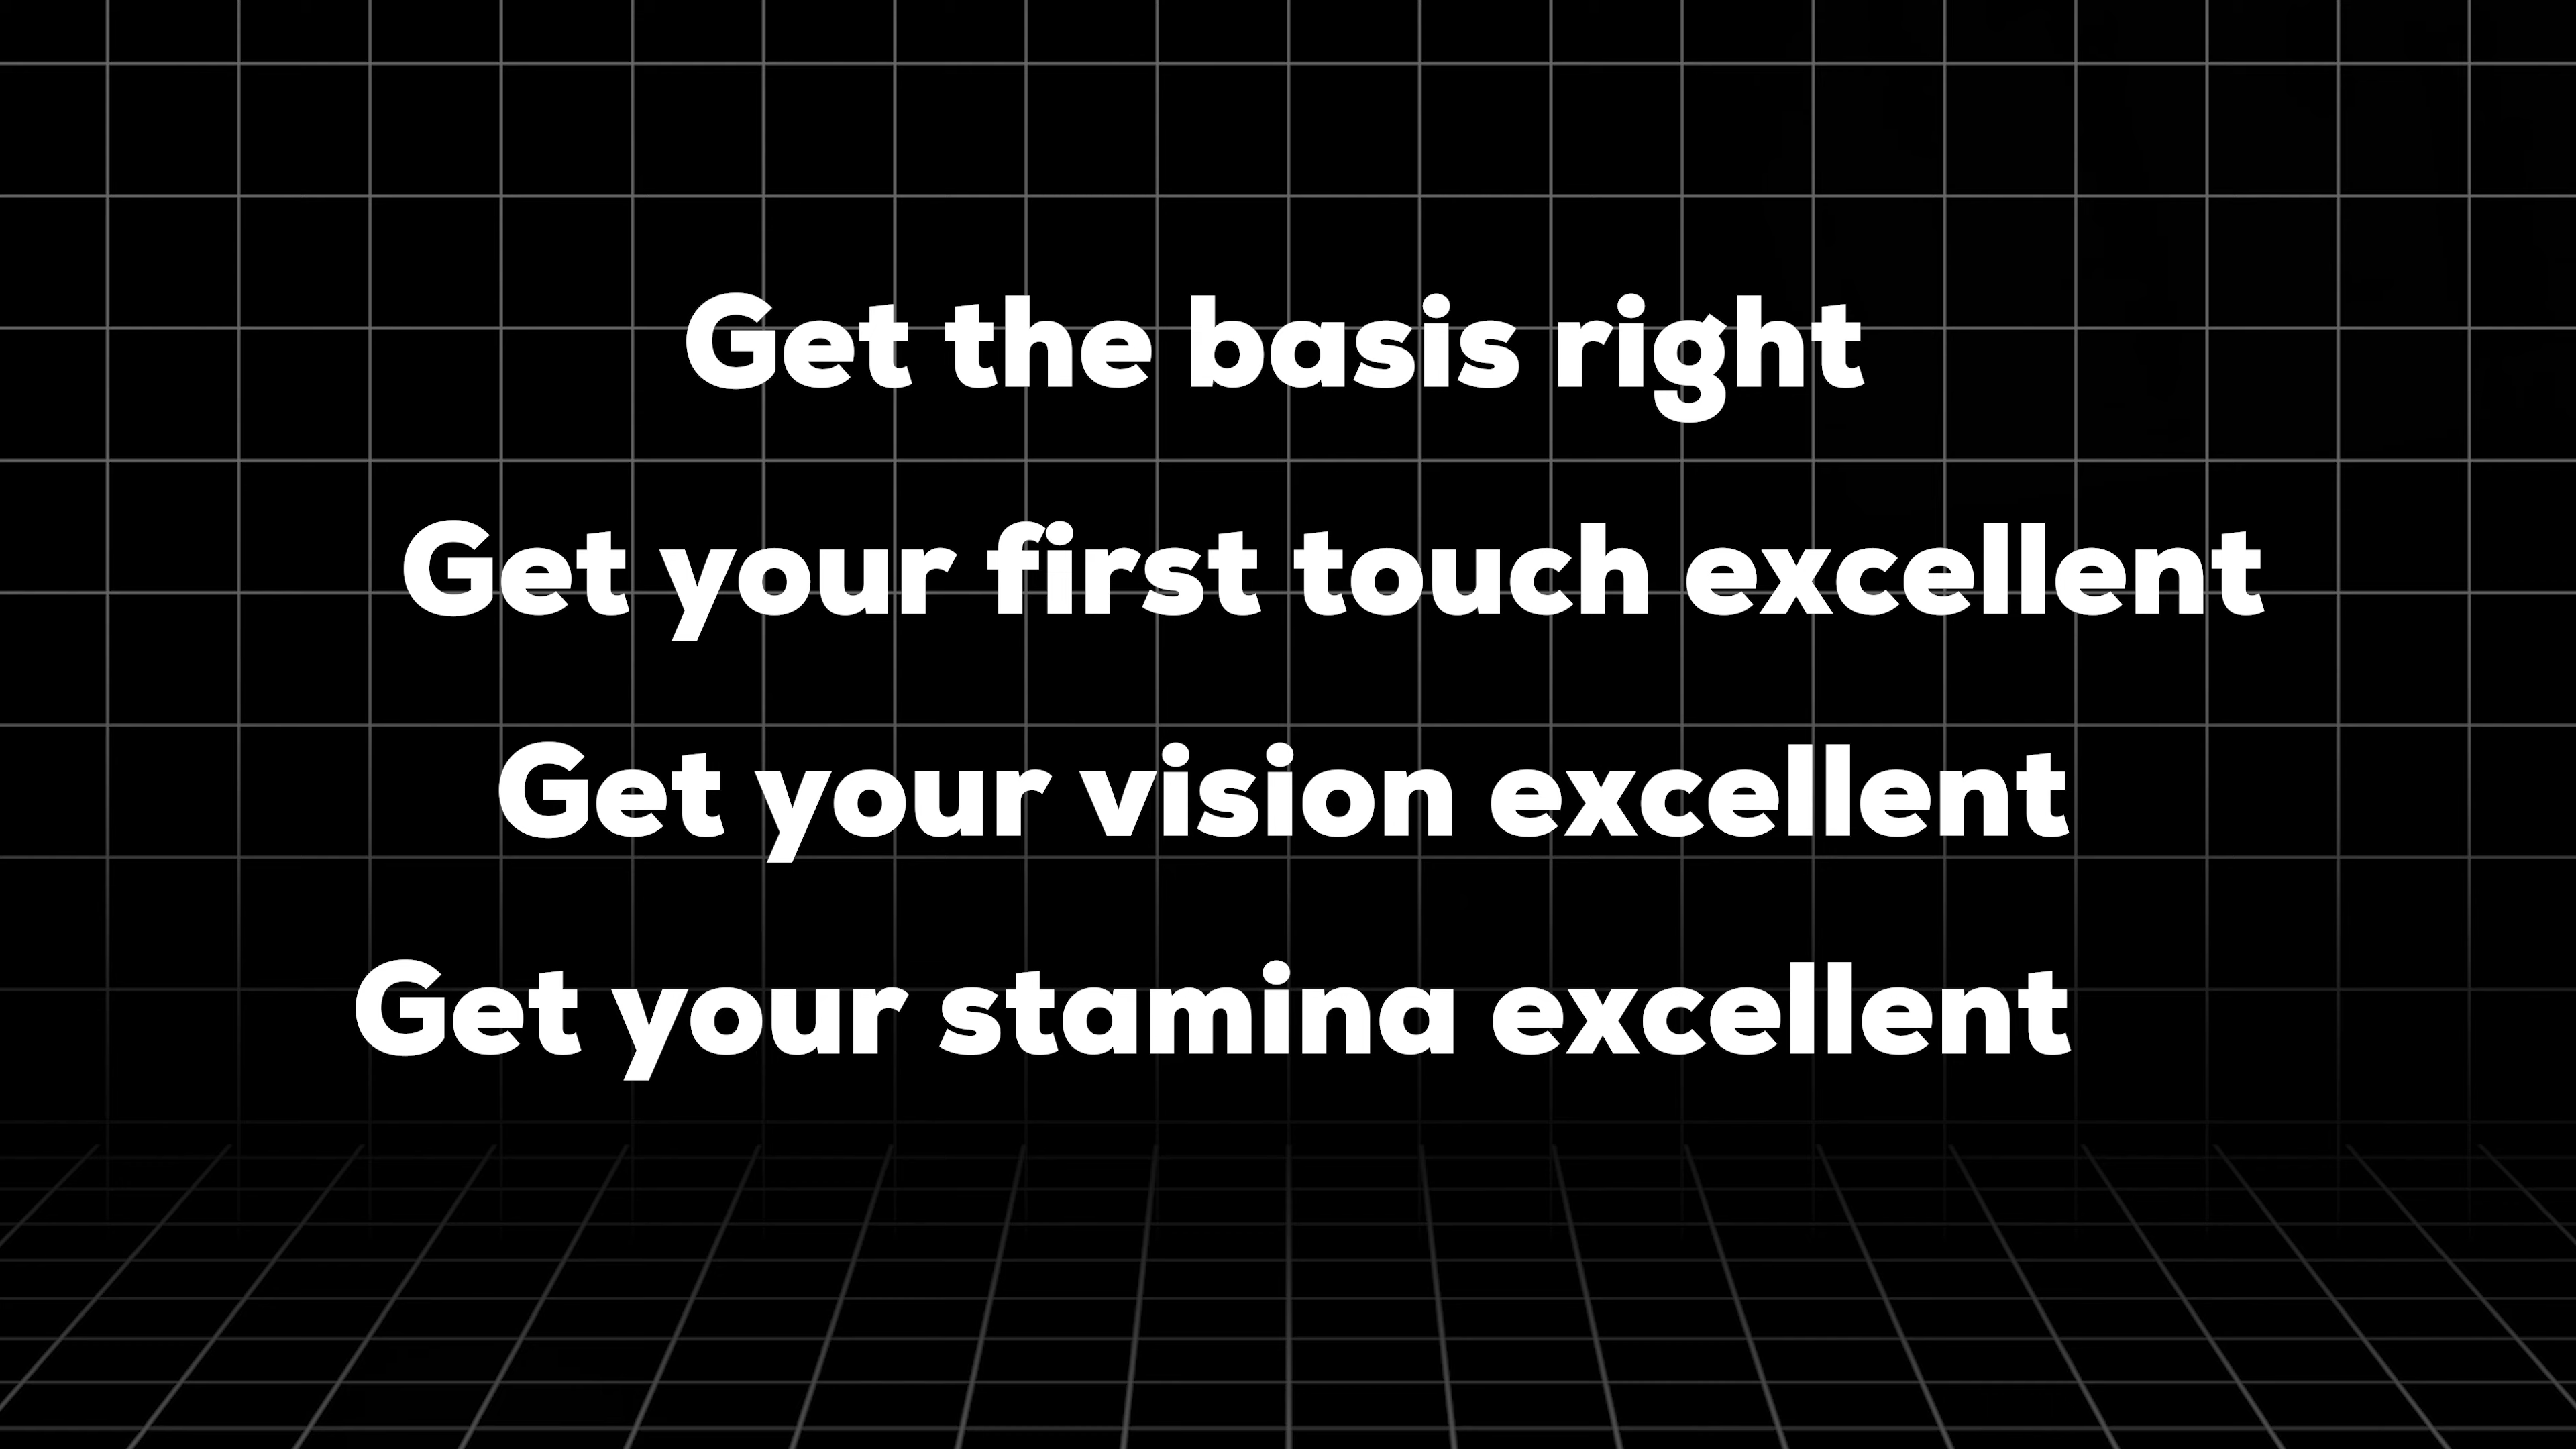 Get the basis right
Get your first touch excellent
Get your vision excellent
Get your stamina excellent